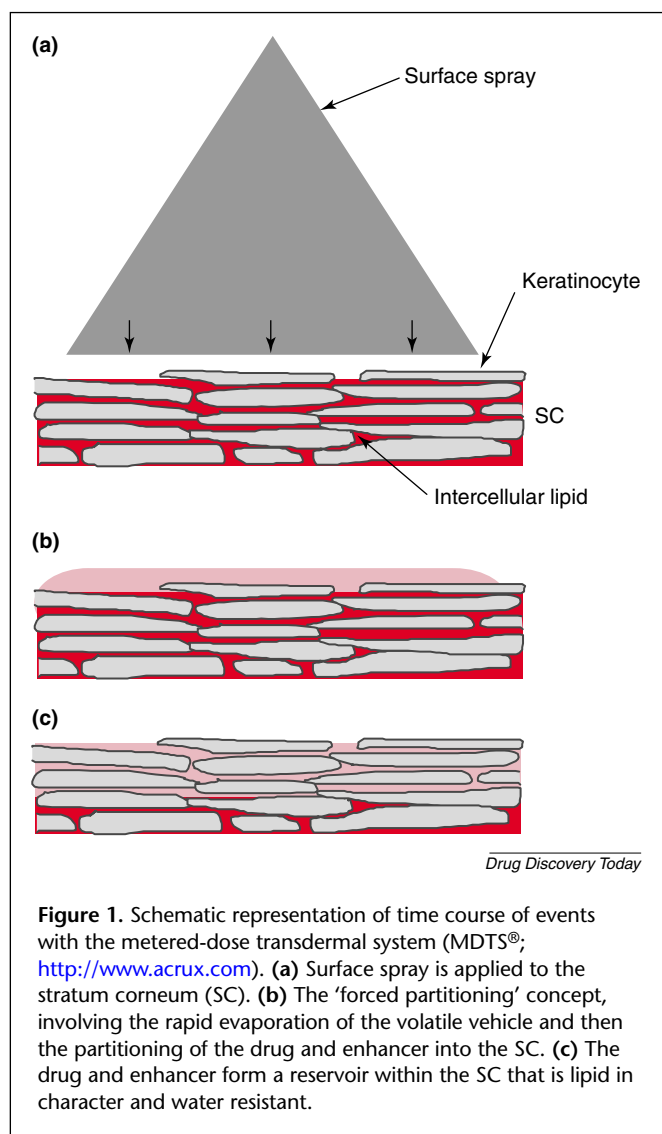 (a)
Surface spray
Keratinocyte
SC
Intercellular lipid
(b)
(c)
Drug Discovery Today
Figure 1. Schematic representation of time course of events
with the metered-dose transdermal system (MDTS®;
http://www.acrux.com). (a) Surface spray is applied to the
stratum corneum (SC). (b) The ‘forced partitioning’ concept,
involving the rapid evaporation of the volatile vehicle and then
the partitioning of the drug and enhancer into the SC. (c) The
drug and enhancer form a reservoir within the SC that is lipid in
character and water resistant.